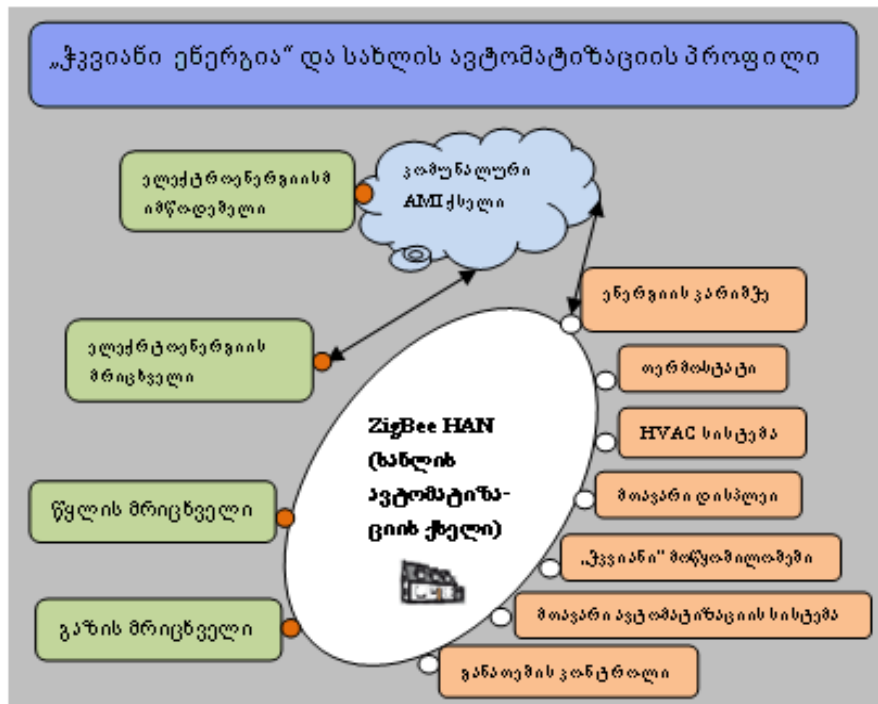 „ჭკვიანი ენერგია“ და სახლის ავტომატიზაციის პროფილი
ელექტროენერგიისმ
იმწოდებელი
კომუნალური
AMI ქსელი
ენერგიის კარიბჭე
ელექრტოენერგიის
მრიცხველი
თერმოსტატი
ZigBee HAN
(სახლის
ავტომატიზა-
ციის ქსელი)
HVAC სისტემა
მთავარი დისპლეი
წყლის მრიცხველი
„ჭკვიანი“ მოწყობილობები
მთავარი ავტომატიზაციის სისტემა
გაზის მრიცხველი
განათების კონტროლი